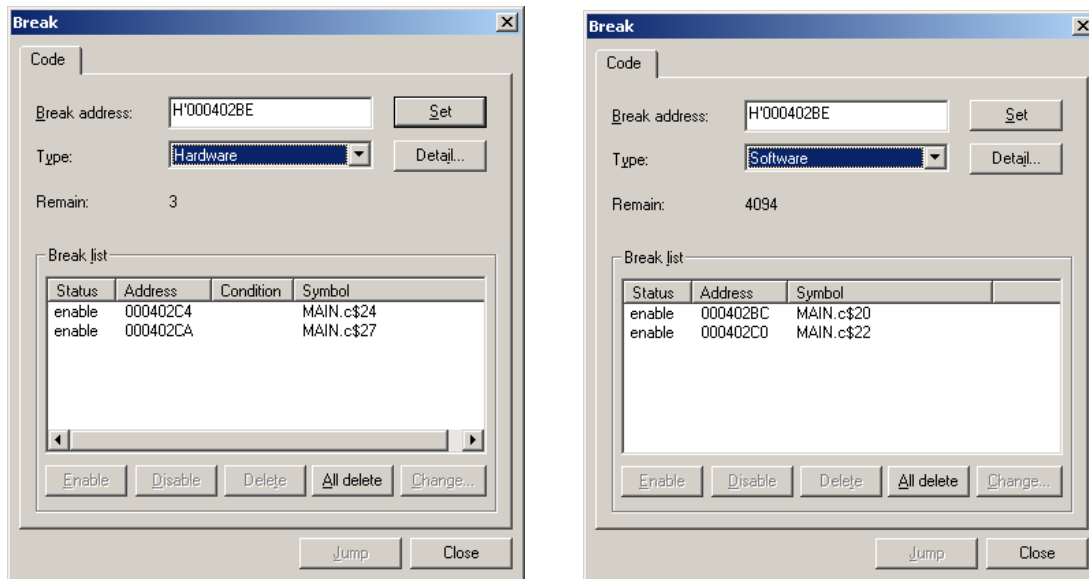 Break
Code
Break address: H'000402BE Set
Type: Hardware Detail...
Remain: 3
Break list
Status Address Condition Symbol
enable 000402C4 MAIN.c$24
enable 000402CA MAIN.c$27
Enable Disable Delete All delete Change...
Jump Close
Break
Code
Break address: H'000402BE Set
Type: Software Detail...
Remain: 4094
Break list
Status Address Symbol
enable 000402BC MAIN.c$20
enable 000402C0 MAIN.c$22
Enable Disable Delete All delete Change...
Jump Close